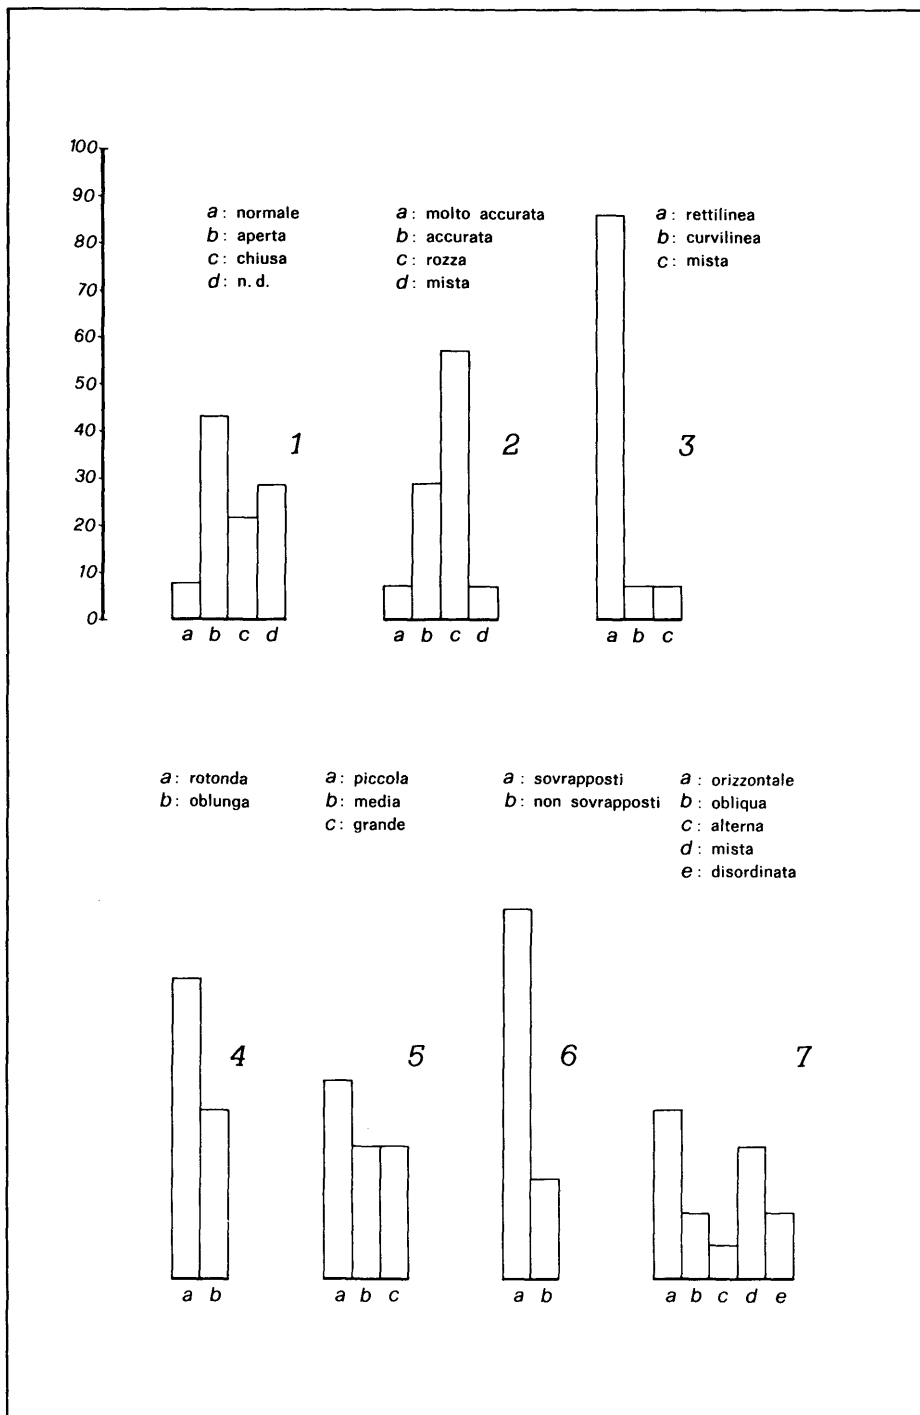 100
90
80
70
60
50
40
30
20
10
0
a: normale
b: aperta
c: chiusa
d: n. d.
1
a b c d
a: molto accurata
b: accurata
c: rozza
d: mista
2
a b c d
a: rettilinea
b: curvilinea
c: mista
3
a b c
a: rotonda
b: oblunga
4
a b
a: piccola
b: media
c: grande
5
a b c
a: sovrapposti
b: non sovrapposti
6
a b
a: orizzontale
b: obliqua
c: alterna
d: mista
e: disordinata
7
a b c d e